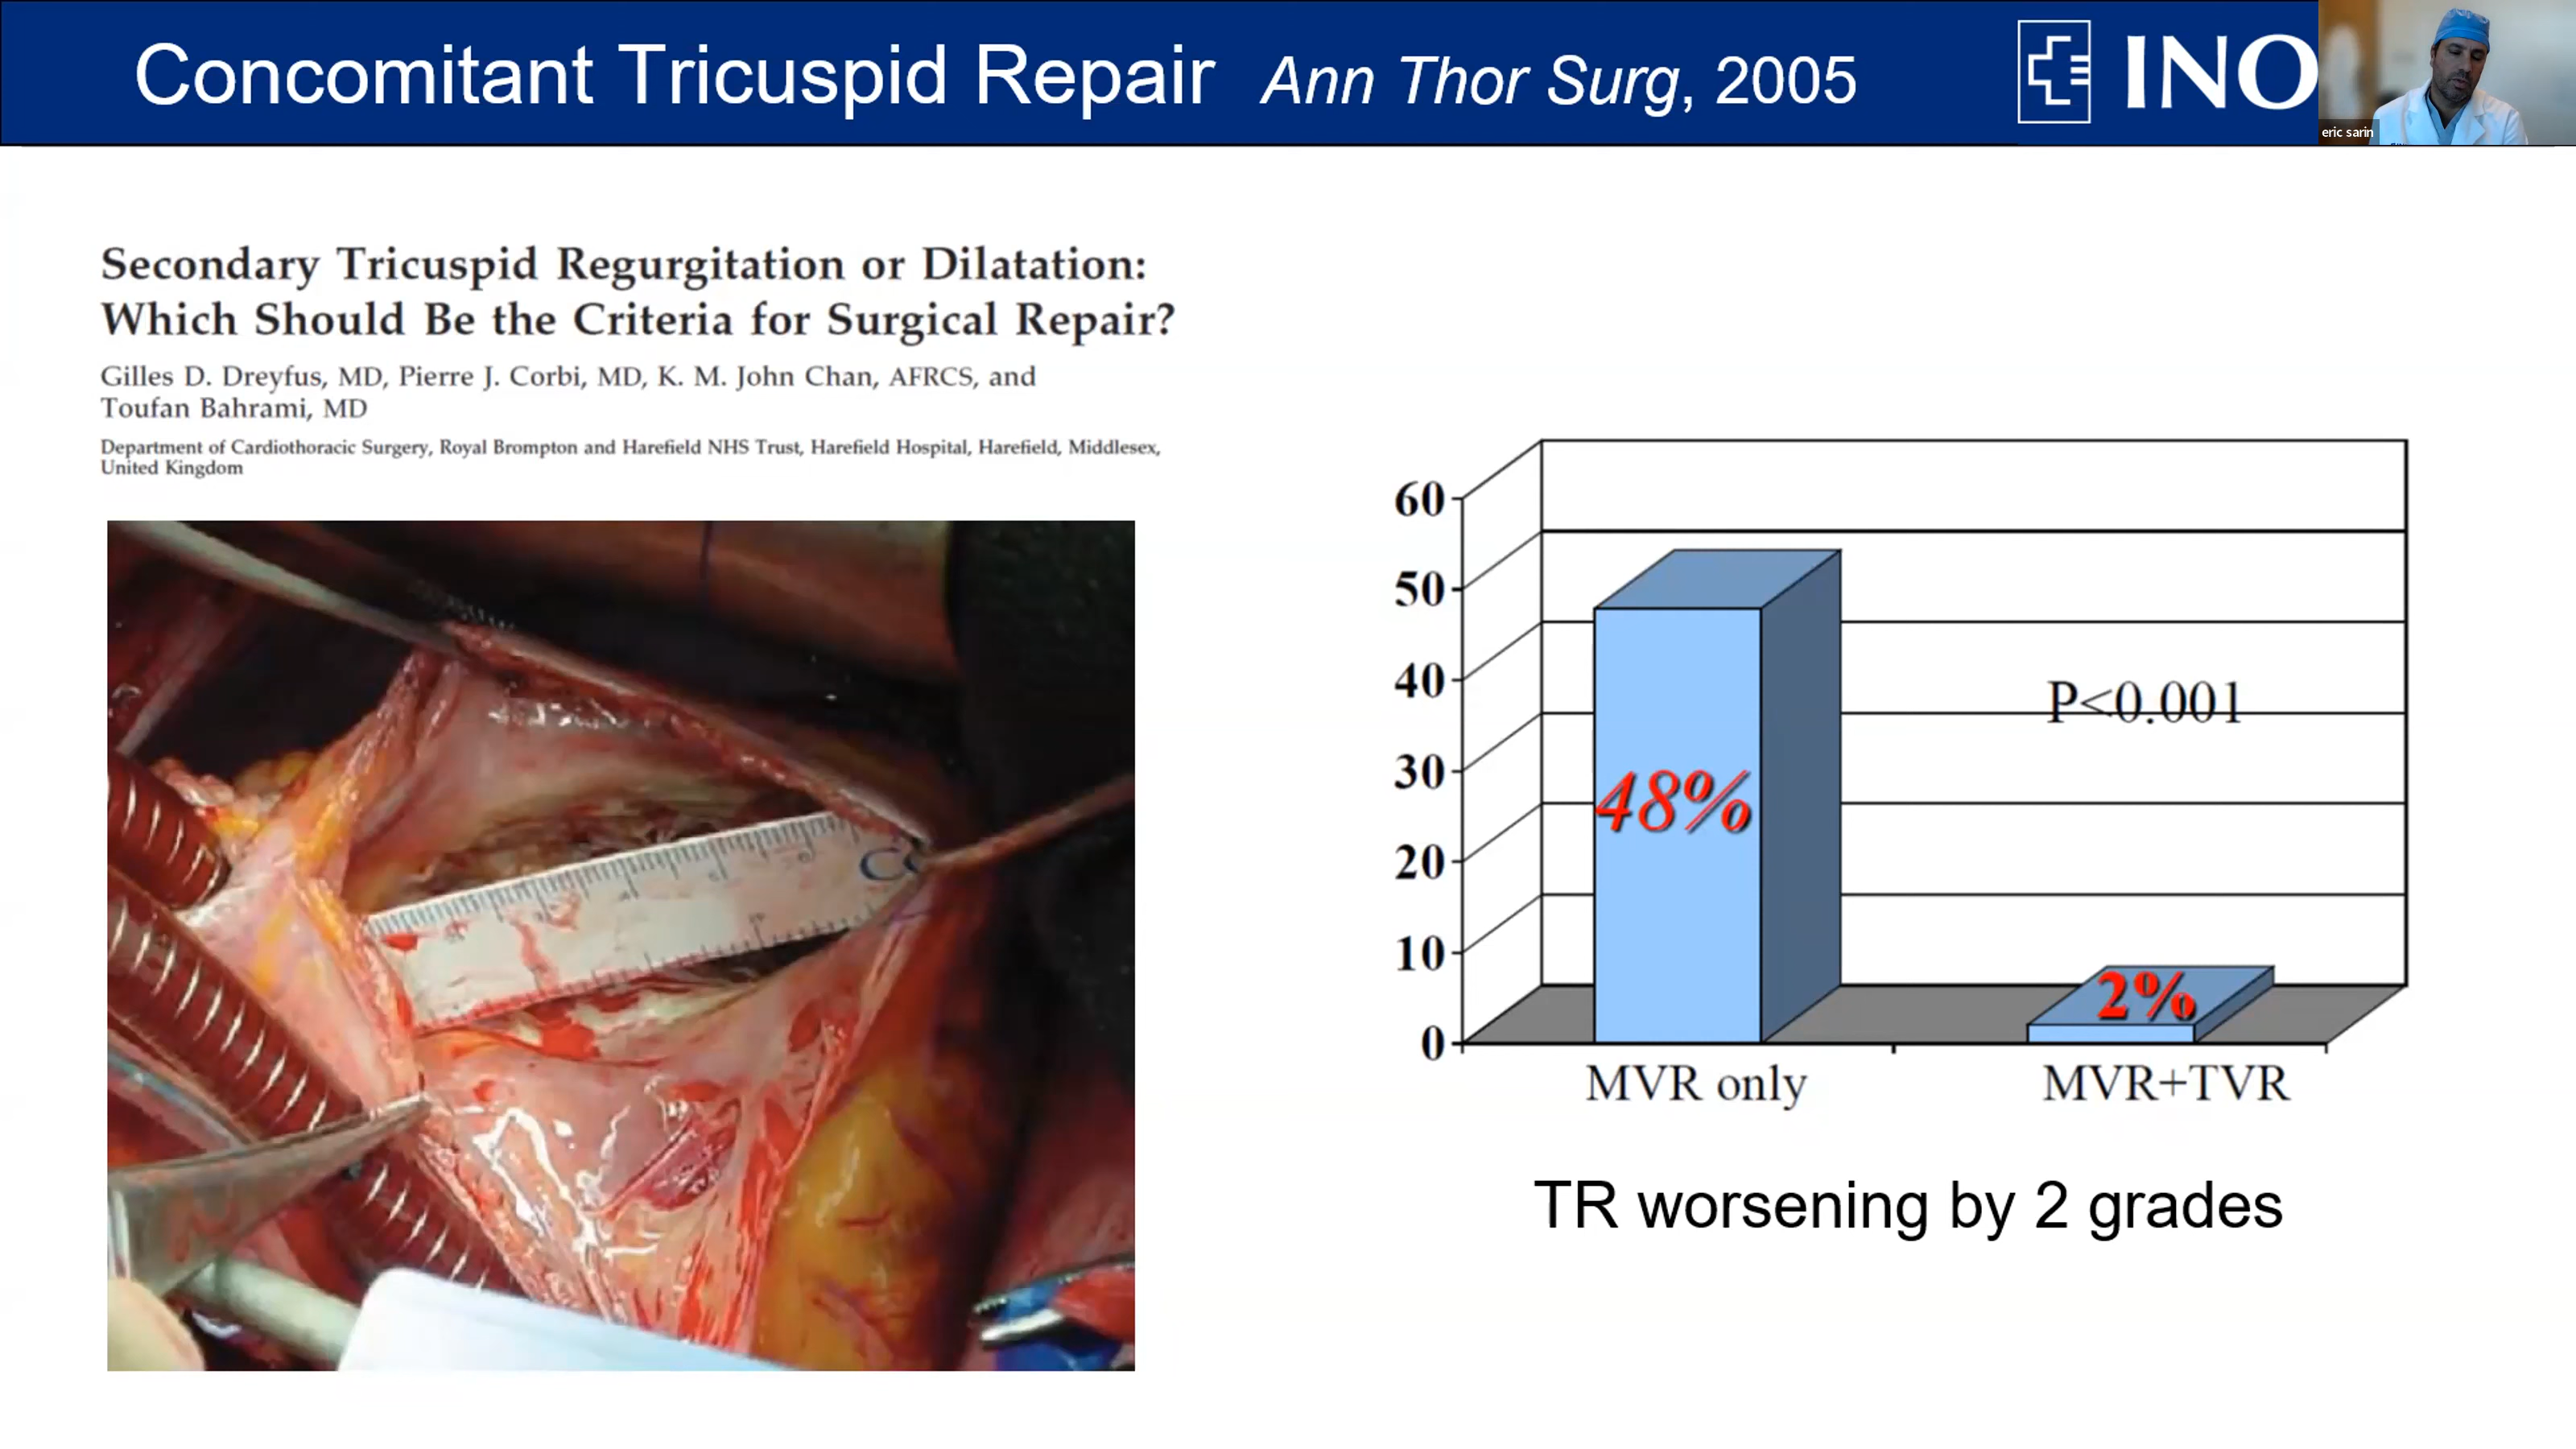 Concomitant Tricuspid Repair Ann Thor Surg, 2005
INO
eric sarin
Secondary Tricuspid Regurgitation or Dilatation:
Which Should Be the Criteria for Surgical Repair?
Gilles D. Dreyfus, MD, Pierre J. Corbi, MD, K. M. John Chan, AFRCS, and
Toufan Bahrami, MD
Department of Cardiothoracic Surgery, Royal Brompton and Harefield NHS Trust, Harefield Hospital, Harefield, Middlesex,
United Kingdom
60
50
40
30
20
10
0
P<0.001
48%
2%
MVR only
MVR+TVR
TR worsening by 2 grades